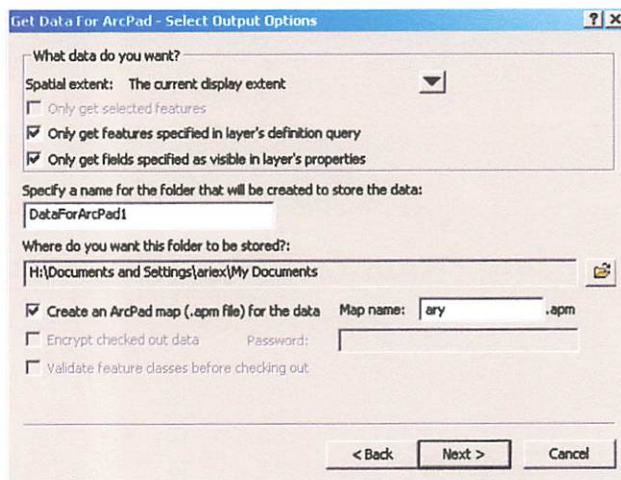 Get Data For ArcPad - Select Output Options
What data do you want?
Spatial extent: The current display extent
Only get selected features
Only get features specified in layer's definition query
Only get fields specified as visible in layer's properties
Specify a name for the folder that will be created to store the data:
DataForArcPad1
Where do you want this folder to be stored?:
H:\Documents and Settings\ariex\My Documents
Create an ArcPad map (.apm file) for the data Map name: ary .apm
Encrypt checked out data Password:
Validate feature classes before checking out
< Back Next > Cancel